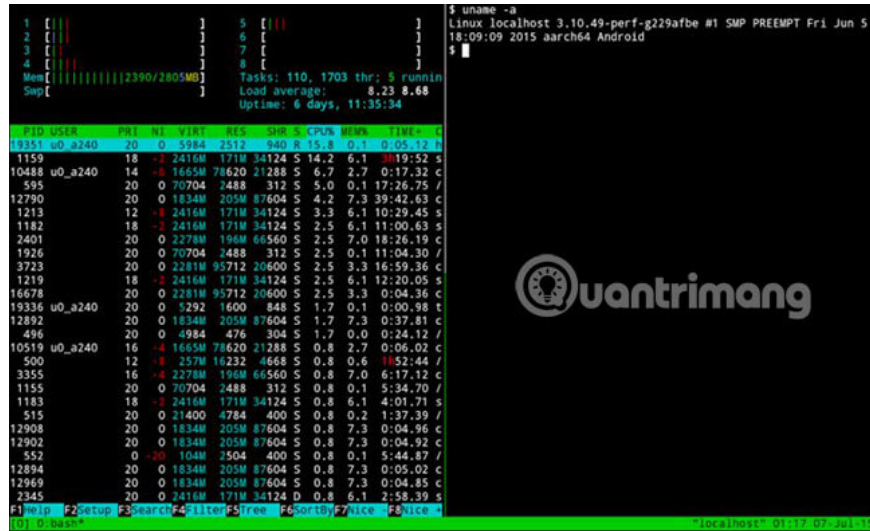 1 [||| ] 5 [||| ]
2 [||| ] 6 [ ]
3 [|| ] 7 [ ]
4 [|||| ] 8 [ ]
Mem[||||||||||||2390/2805MB] Tasks: 110, 1703 thr; 5 runnin
Swp[ ] Load average: 8.23 8.68
Uptime: 6 days, 11:35:34
PID USER PRI NI VIRT RES SHR S CPU% MEM% TIME+ C
19351 u0_a240 20 0 5984 2512 940 R 15.8 0.1 0:05.12 h
1159 18 -2 2416M 171M 34124 S 14.2 6.1 3h19:52 s
10488 u0_a240 14 -8 1665M 78620 21288 S 6.7 2.7 0:17.32 c
595 20 0 70704 2488 312 S 5.0 0.1 17:26.75 /
12790 20 0 1834M 205M 87604 S 4.2 7.3 39:42.63 c
1213 12 -8 2416M 171M 34124 S 3.3 6.1 10:29.45 s
1182 18 -2 2416M 171M 34124 S 2.5 6.1 11:00.63 s
2401 20 0 2278M 196M 66560 S 2.5 7.0 18:26.19 c
1926 20 0 70704 2488 312 S 2.5 0.1 11:04.30 /
3723 20 0 2281M 95712 20600 S 2.5 3.3 16:59.36 c
1219 18 -2 2416M 171M 34124 S 2.5 6.1 12:20.05 s
16678 20 0 2281M 95712 20600 S 2.5 3.3 0:04.36 c
19336 u0_a240 20 0 5292 1600 848 S 1.7 0.1 0:00.98 t
12892 20 0 1834M 205M 87604 S 1.7 7.3 0:37.81 c
496 20 0 4984 476 304 S 1.7 0.0 0:24.12 /
10519 u0_a240 16 -4 1665M 78620 21288 S 0.8 2.7 0:06.02 c
500 12 -8 257M 16232 4668 S 0.8 0.6 1h52:44 /
3355 16 -4 2278M 196M 66560 S 0.8 7.0 6:17.12 c
1155 20 0 70704 2488 312 S 0.8 0.1 5:34.70 /
1183 18 -2 2416M 171M 34124 S 0.8 6.1 4:01.71 s
515 20 0 21400 4784 400 S 0.8 0.2 1:37.39 /
12908 20 0 1834M 205M 87604 S 0.8 7.3 0:04.96 c
12902 20 0 1834M 205M 87604 S 0.8 7.3 0:04.92 c
552 0 -20 104M 2504 400 S 0.8 0.1 5:44.87 /
12894 20 0 1834M 205M 87604 S 0.8 7.3 0:05.02 c
12969 20 0 1834M 205M 87604 S 0.8 7.3 0:04.85 c
2345 20 0 2416M 171M 34124 D 0.8 6.1 2:58.39 s
F1Help F2Setup F3SearchF4FilterF5Tree F6SortByF7Nice -F8Nice +
$ uname -a
Linux localhost 3.10.49-perf-g229afbe #1 SMP PREEMPT Fri Jun 5
18:09:09 2015 aarch64 Android
$
uantrimang
[0] 0:bash* "localhost" 01:17 07-Jul-1